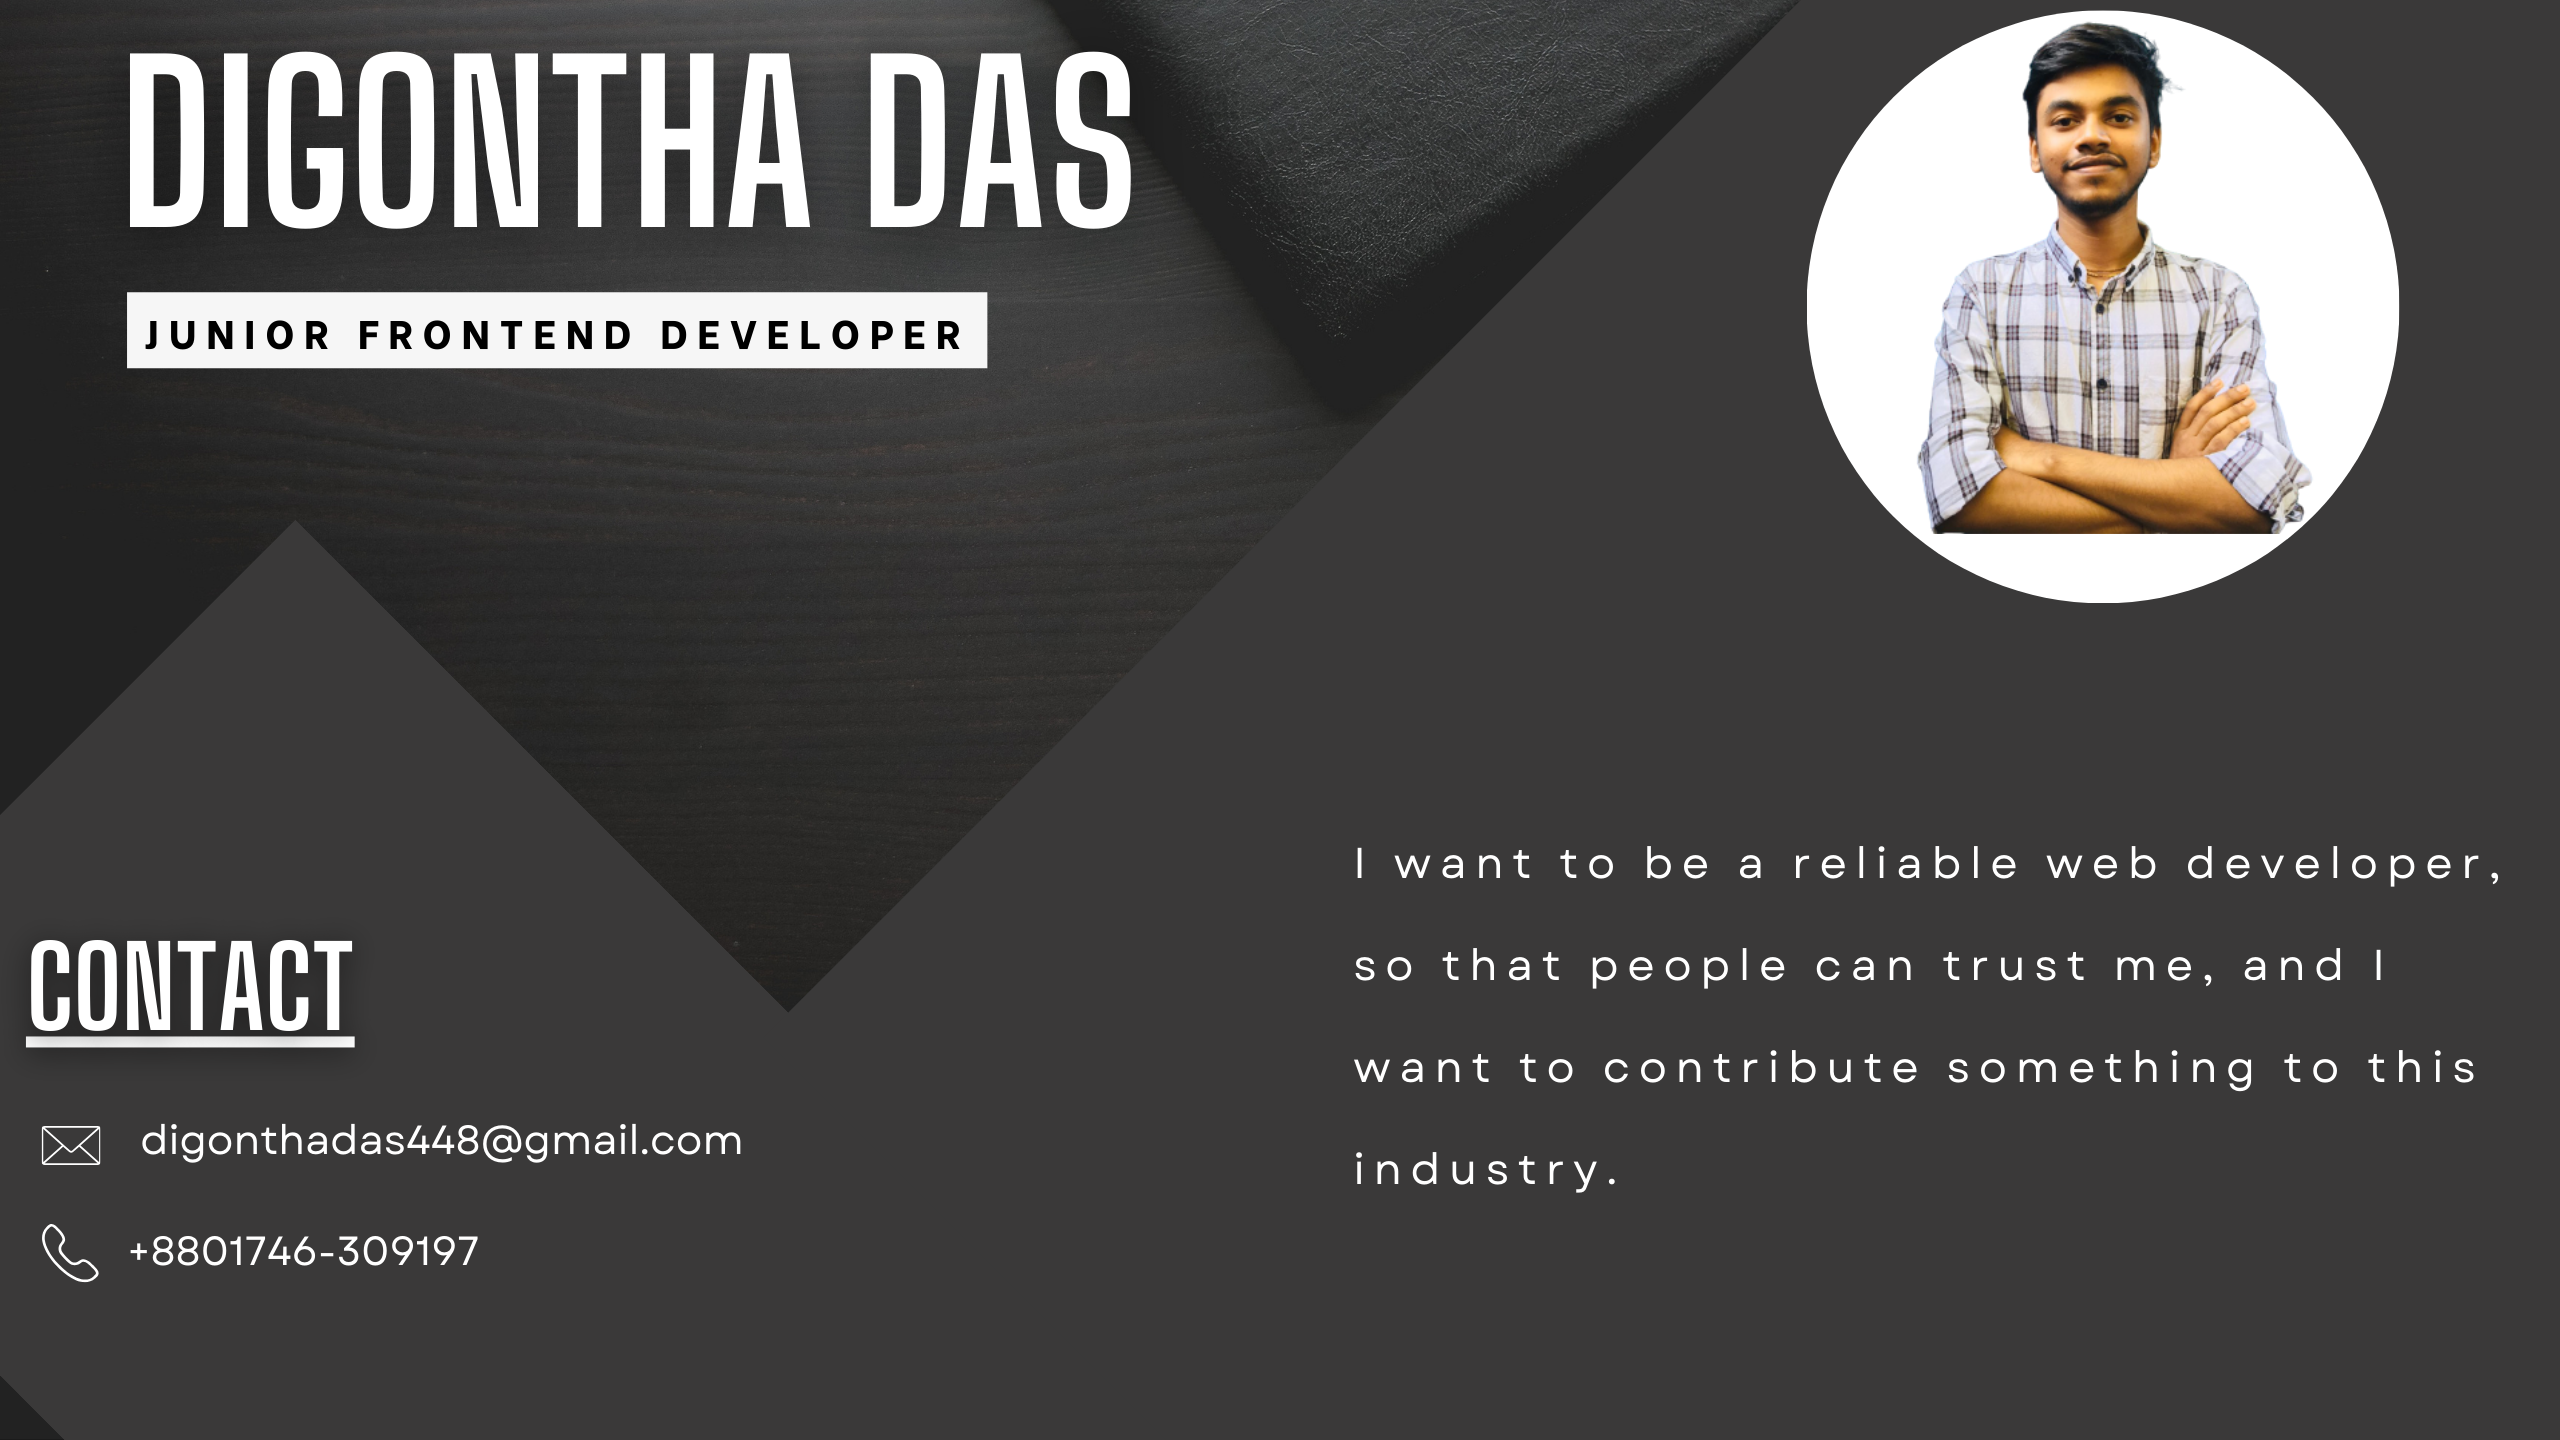 DIGONTHA DAS
JUNIOR FRONTEND DEVELOPER
I want to be a reliable web developer,
so that people can trust me, and I
want to contribute something to this
industry.
CONTACT
digonthadas448@gmail.com
+8801746-309197